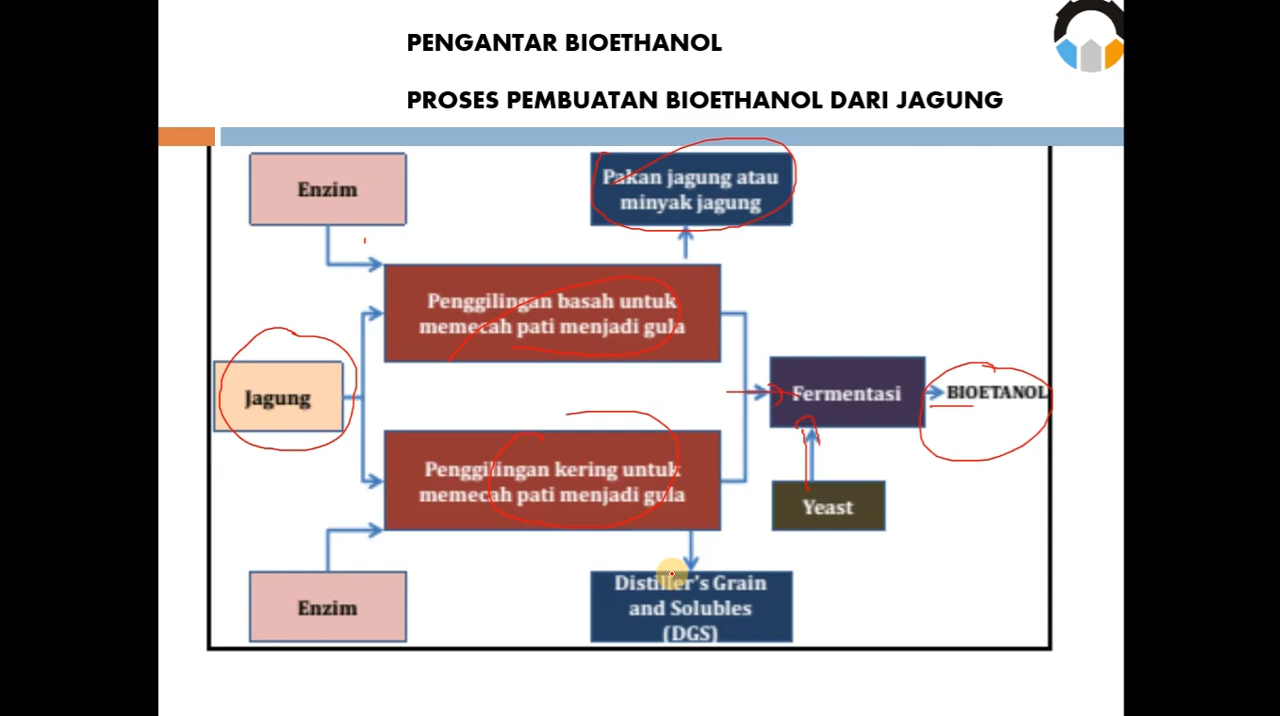 PENGANTAR BIOETHANOL
PROSES PEMBUATAN BIOETHANOL DARI JAGUNG
Enzim
Pakan jagung atau
minyak jagung
Penggilingan basah untuk
memecah pati menjadi gula
Jagung
Fermentasi
BIOETANOL
Penggilingan kering untuk
memecah pati menjadi gula
Yeast
Enzim
Distiller's Grain
and Solubles
(DGS)